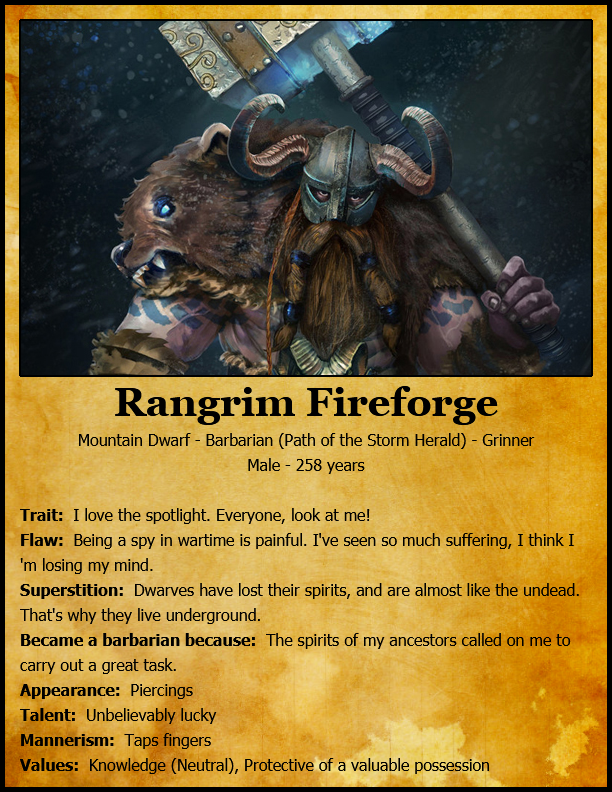 Rangrim Fireforge
Mountain Dwarf - Barbarian (Path of the Storm Herald) - Grinner
Male - 258 years
Trait: I love the spotlight. Everyone, look at me!
Flaw: Being a spy in wartime is painful. I've seen so much suffering, I think I
'm losing my mind.
Superstition: Dwarves have lost their spirits, and are almost like the undead.
That's why they live underground.
Became a barbarian because: The spirits of my ancestors called on me to
carry out a great task.
Appearance: Piercings
Talent: Unbelievably lucky
Mannerism: Taps fingers
Values: Knowledge (Neutral), Protective of a valuable possession